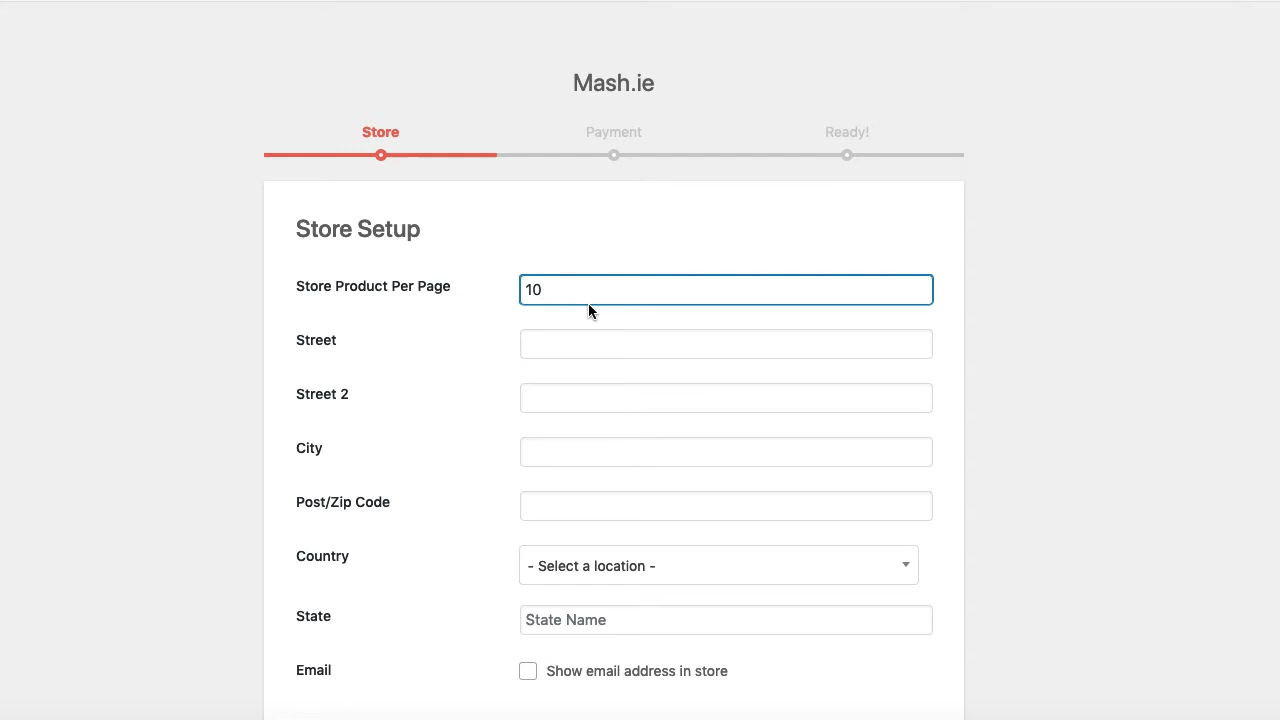 Mash.ie
Store
Payment
Ready!
Store Setup
Store Product Per Page
10
Street
Street 2
City
Post/Zip Code
Country
- Select a location -
State
State Name
Email
Show email address in store